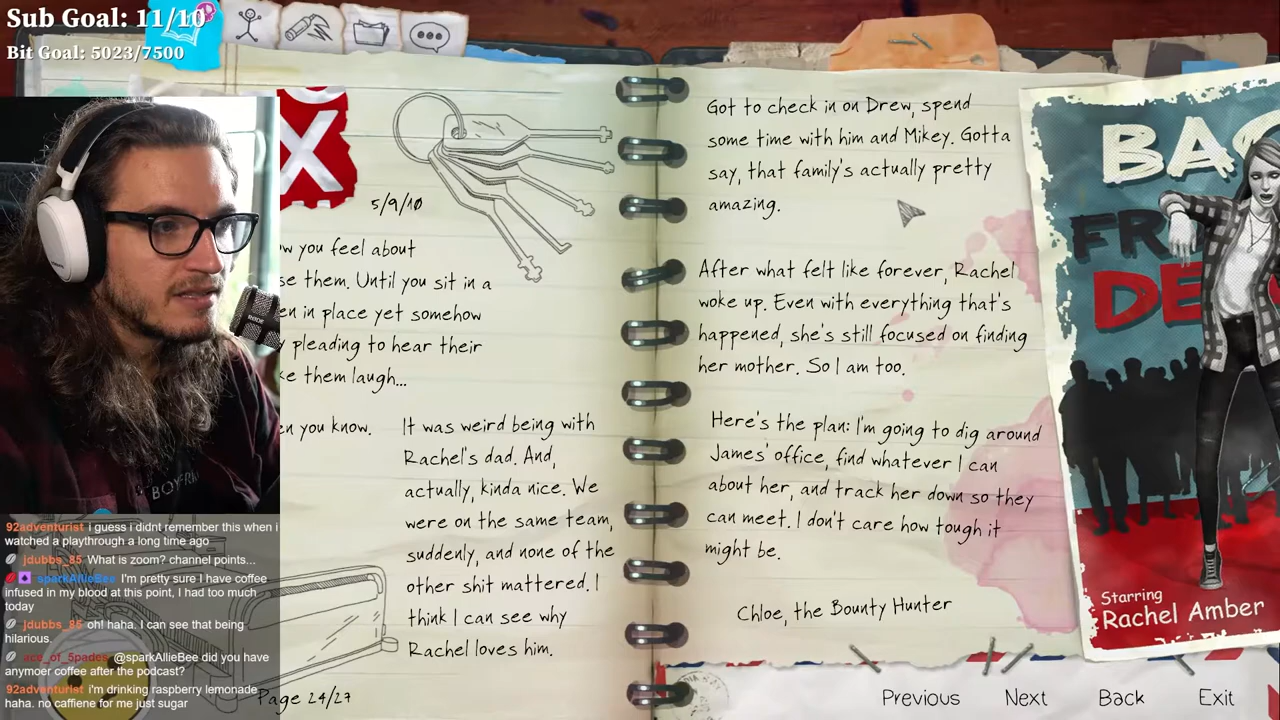 Sub Goal: 11/10
Bit Goal: 5023/7500
X
5/9/10
you feel about
se them. Until you sit in a
en in place yet somehow
pleading to hear their
ke them laugh...
en you know.
It was weird being with
Rachel's dad. And,
actually, kinda nice. We
were on the same team,
suddenly, and none of the
other shit mattered. I
think I can see why
Rachel loves him.
Page 24/27
Got to check in on Drew, spend
some time with him and Mikey. Gotta
say, that family's actually pretty
amazing.
After what felt like forever, Rachel
woke up. Even with everything that's
happened, she's still focused on finding
her mother. So I am too.
Here's the plan: I'm going to dig around
James' office, find whatever I can
about her, and track her down so they
can meet. I don't care how tough it
might be.
Chloe, the Bounty Hunter
BAC
FR
DE
Starring
Rachel Amber
Previous Next Back Exit
92adventurist i guess i didnt remember this when i
watched a playthrough a long time ago
jdubbs_85 What is zoom? channel points...
sparkAllieBee I'm pretty sure I have coffee
infused in my blood at this point, I had too much
today
jdubbs_85 oh! haha. I can see that being
hilarious.
ace_of_5pades @sparkAllieBee did you have
anymoer coffee after the podcast?
92adventurist i'm drinking raspberry lemonade
haha. no caffiene for me just sugar